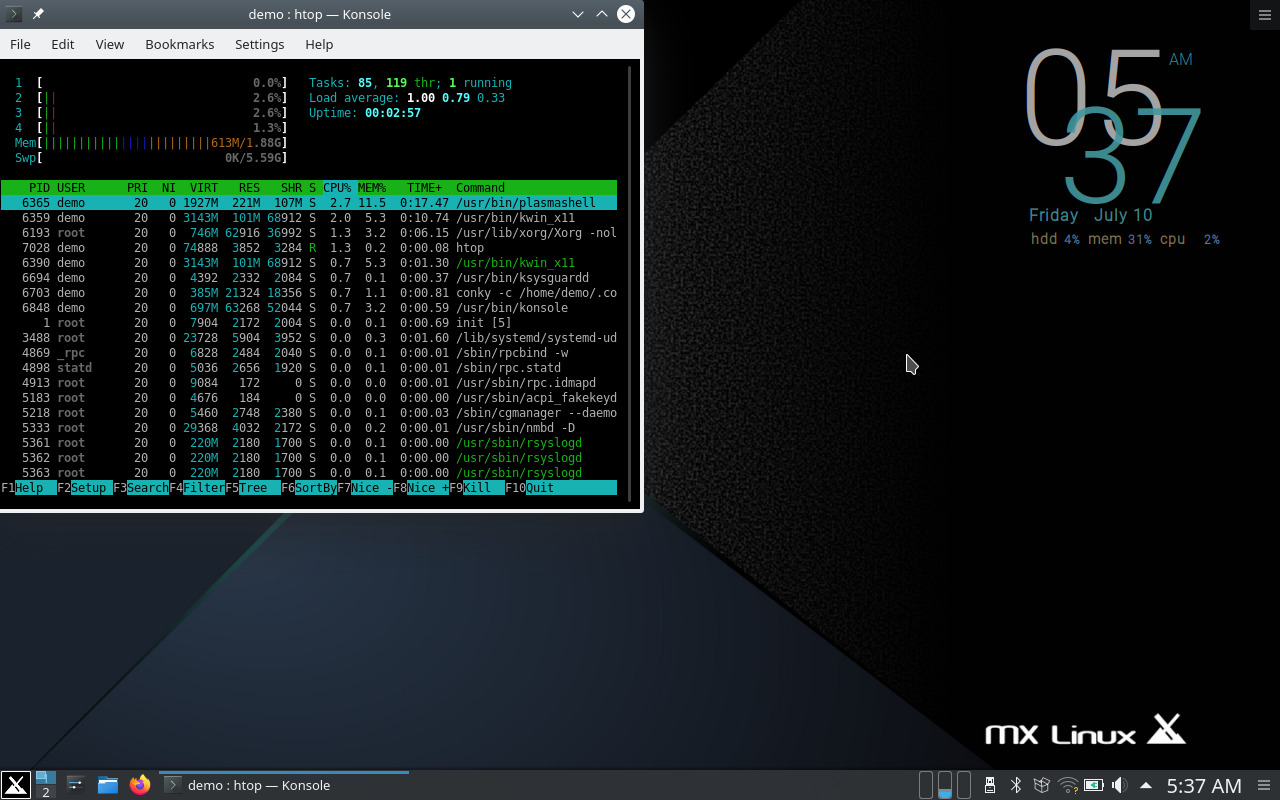 demo : htop — Konsole
File Edit View Bookmarks Settings Help
1 [ 0.0%] Tasks: 85, 119 thr; 1 running
2 [|| 2.6%] Load average: 1.00 0.79 0.33
3 [|| 2.6%] Uptime: 00:02:57
4 [|| 1.3%]
Mem[||||||||||||||||||||||||613M/1.88G]
Swp[ 0K/5.59G]
PID USER PRI NI VIRT RES SHR S CPU% MEM% TIME+ Command
6365 demo 20 0 1927M 221M 107M S 2.7 11.5 0:17.47 /usr/bin/plasmashell
6359 demo 20 0 3143M 101M 68912 S 2.0 5.3 0:10.74 /usr/bin/kwin_x11
6193 root 20 0 746M 62916 36992 S 1.3 3.2 0:06.15 /usr/lib/xorg/Xorg -nol
7028 demo 20 0 74888 3852 3284 R 1.3 0.2 0:00.08 htop
6390 demo 20 0 3143M 101M 68912 S 0.7 5.3 0:01.30 /usr/bin/kwin_x11
6694 demo 20 0 4392 2332 2084 S 0.7 0.1 0:00.37 /usr/bin/ksysguardd
6703 demo 20 0 385M 21324 18356 S 0.7 1.1 0:00.81 conky -c /home/demo/.co
6848 demo 20 0 697M 63268 52044 S 0.7 3.2 0:00.59 /usr/bin/konsole
1 root 20 0 7904 2172 2004 S 0.0 0.1 0:00.69 init [5]
3488 root 20 0 23728 5904 3952 S 0.0 0.3 0:01.60 /lib/systemd/systemd-ud
4869 _rpc 20 0 6828 2484 2040 S 0.0 0.1 0:00.01 /sbin/rpcbind -w
4898 statd 20 0 5036 2656 1920 S 0.0 0.1 0:00.01 /sbin/rpc.statd
4913 root 20 0 9084 172 0 S 0.0 0.0 0:00.01 /usr/sbin/rpc.idmapd
5183 root 20 0 4676 184 0 S 0.0 0.0 0:00.00 /usr/sbin/acpi_fakekeyd
5218 root 20 0 5460 2748 2380 S 0.0 0.1 0:00.03 /sbin/cgmanager --daemo
5333 root 20 0 29368 4032 2172 S 0.0 0.2 0:00.01 /usr/sbin/nmbd -D
5361 root 20 0 220M 2180 1700 S 0.0 0.1 0:00.00 /usr/sbin/rsyslogd
5362 root 20 0 220M 2180 1700 S 0.0 0.1 0:00.00 /usr/sbin/rsyslogd
5363 root 20 0 220M 2180 1700 S 0.0 0.1 0:00.00 /usr/sbin/rsyslogd
F1Help F2Setup F3SearchF4FilterF5Tree F6SortByF7Nice -F8Nice +F9Kill F10Quit
05 AM
37
Friday July 10
hdd 4% mem 31% cpu 2%
MX Linux
2 demo : htop — Konsole 5:37 AM